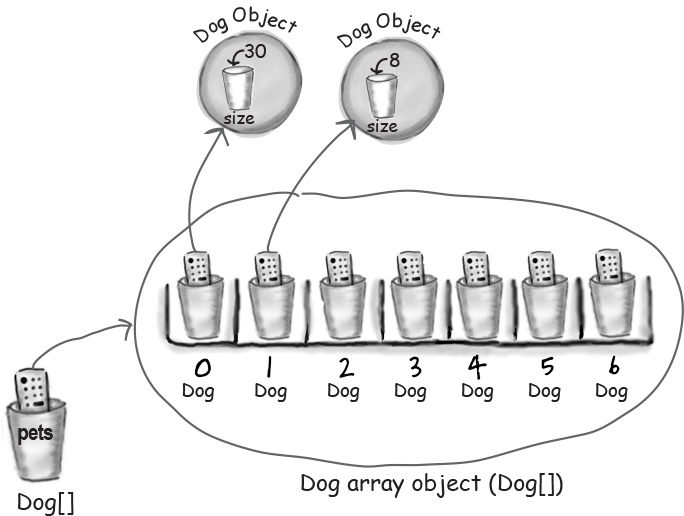 Dog Object
30
size
Dog Object
8
size
0 1 2 3 4 5 6
Dog Dog Dog Dog Dog Dog Dog
pets
Dog[]
Dog array object (Dog[])